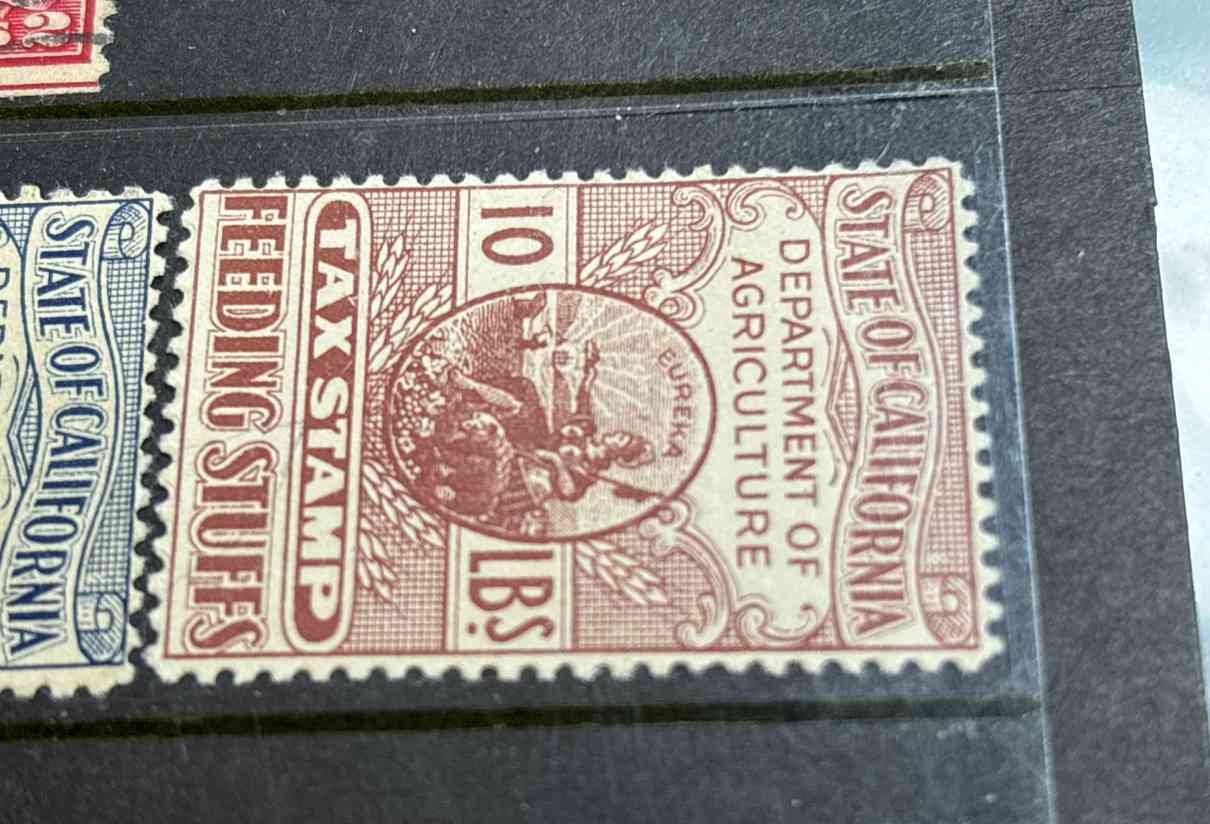 STATE OF CALIFORNIA
DEPARTMENT OF
AGRICULTURE
EUREKA
10 LBS.
TAX STAMP
FEEDING STUFFS
STATE OF CALIFORNIA